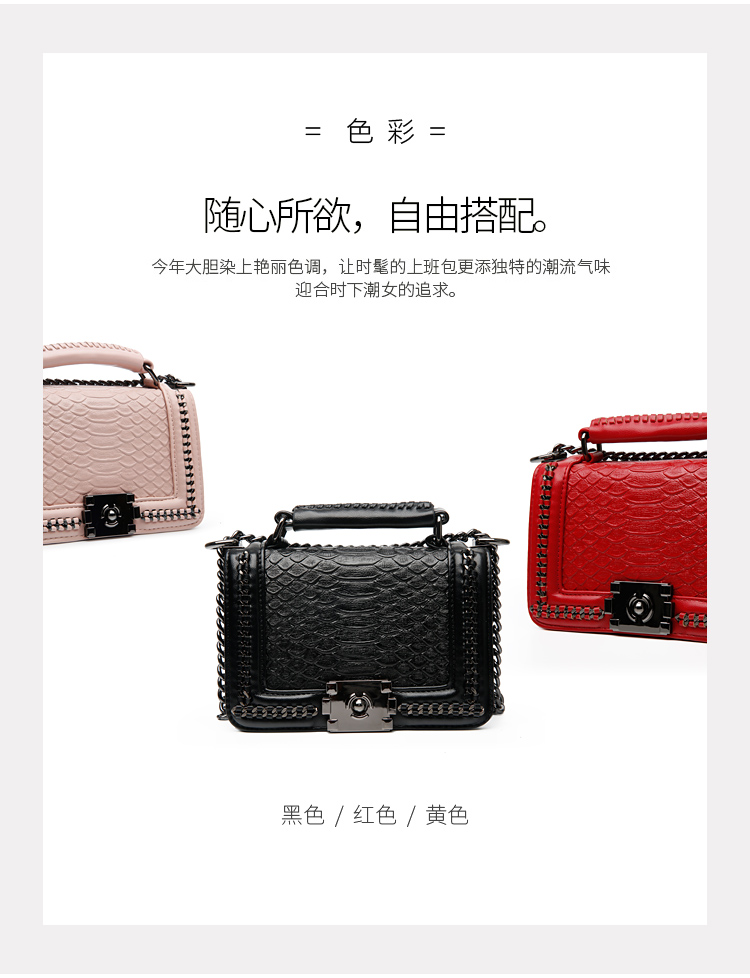 = 色彩 =
随心所欲，自由搭配。
今年大胆染上艳丽色调，让时髦的上班包更添独特的潮流气味
迎合时下潮女的追求。
黑色 / 红色 / 黄色